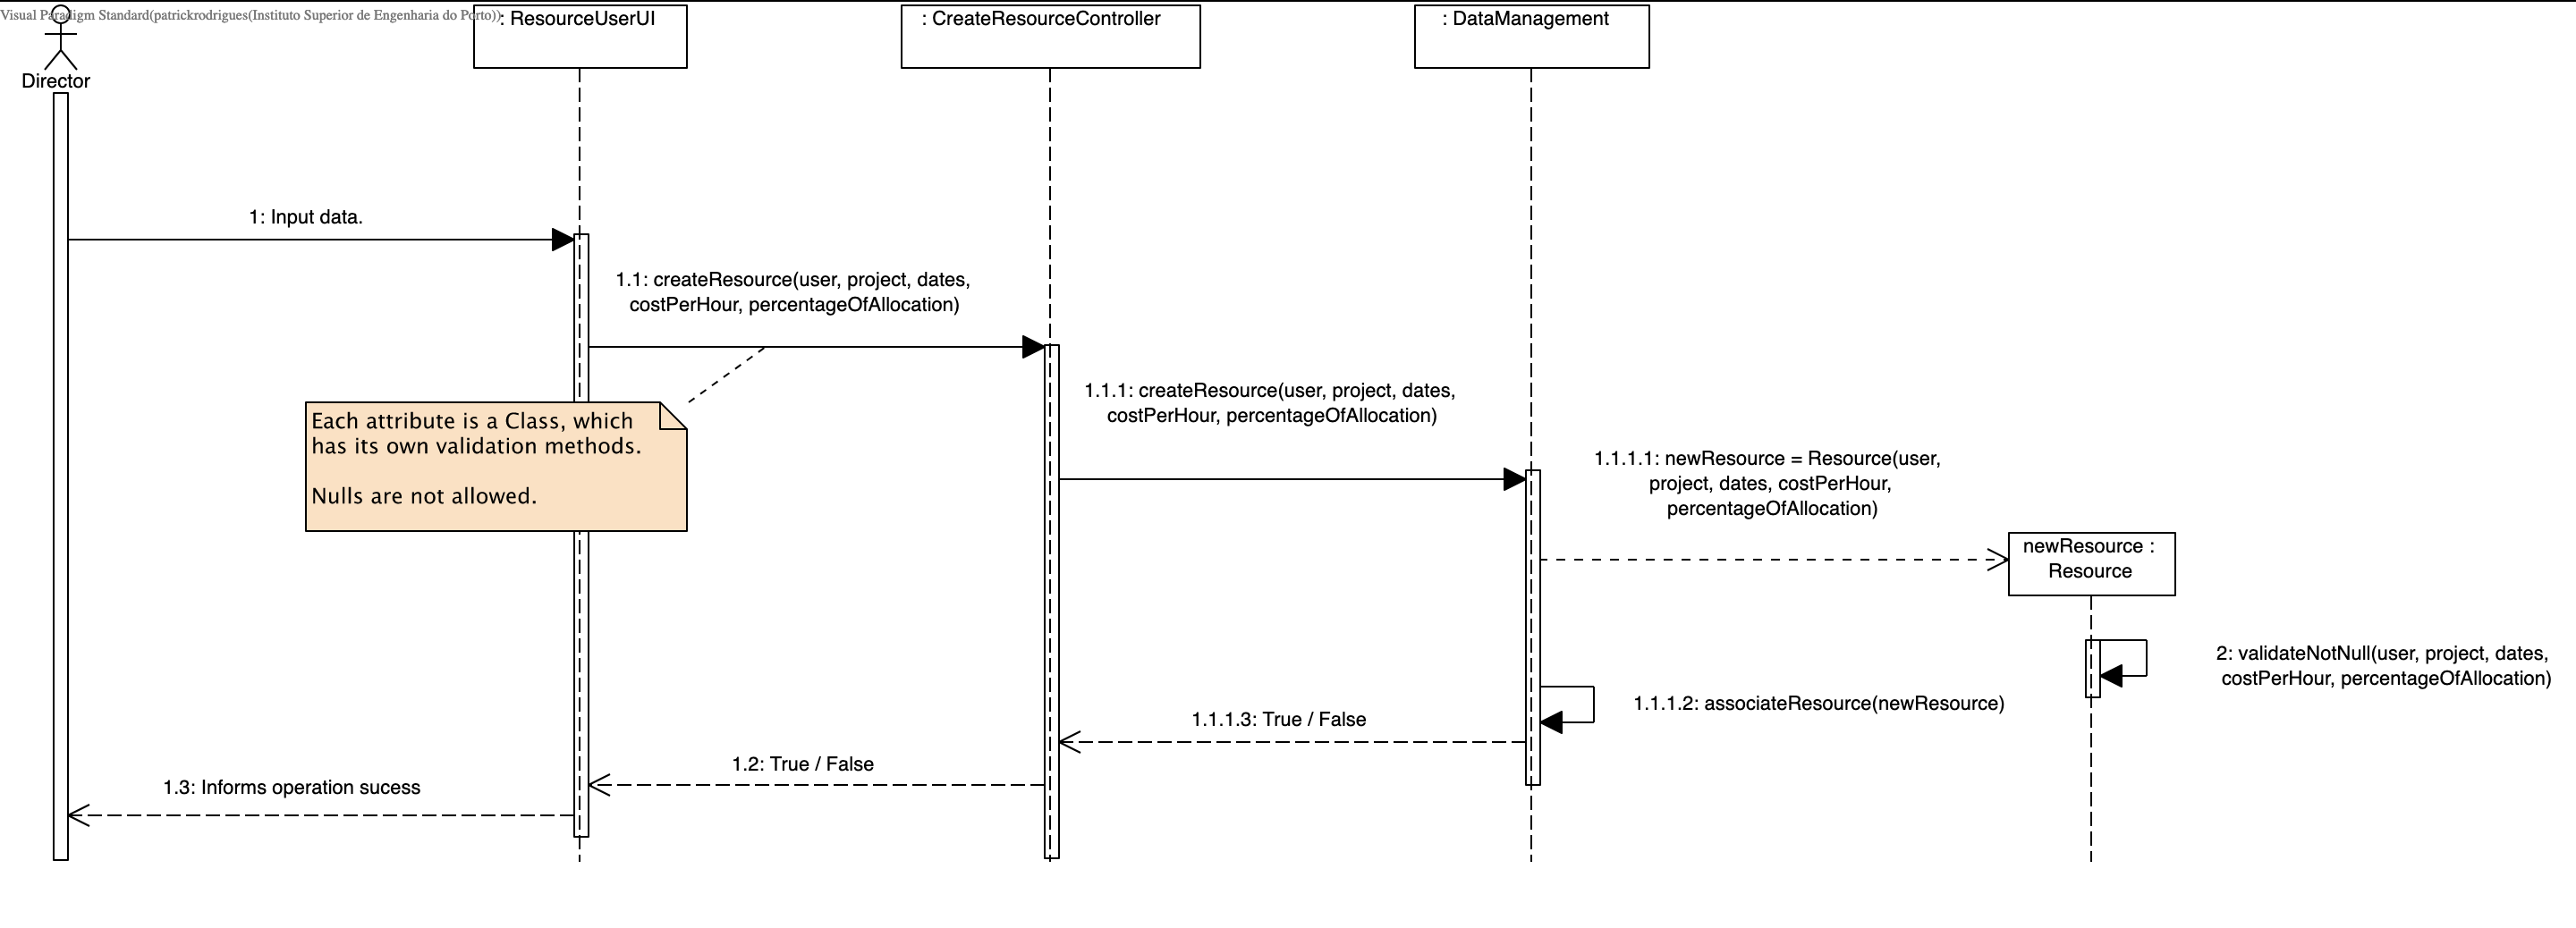 Visual Paradigm Standard(patrickrodrigues(Instituto Superior de Engenharia do Porto))
: ResourceUserUI
: CreateResourceController
: DataManagement
Director
1: Input data.
1.1: createResource(user, project, dates,
costPerHour, percentageOfAllocation)
Each attribute is a Class, which
has its own validation methods.
Nulls are not allowed.
1.1.1: createResource(user, project, dates,
costPerHour, percentageOfAllocation)
1.1.1.1: newResource = Resource(user,
project, dates, costPerHour,
percentageOfAllocation)
newResource :
Resource
2: validateNotNull(user, project, dates,
costPerHour, percentageOfAllocation)
1.1.1.2: associateResource(newResource)
1.1.1.3: True / False
1.2: True / False
1.3: Informs operation sucess